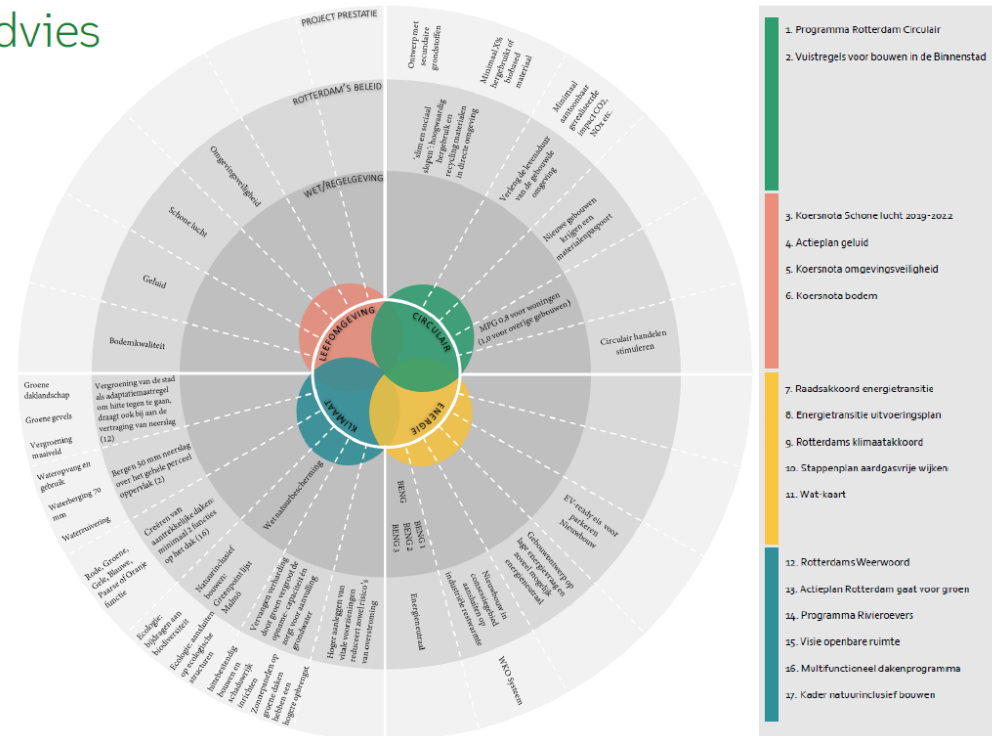 dvies
PROJECT PRESTATIE
ROTTERDAM'S BELEID
WET/REGELGEVING
Ontwerp met
secundaire
grondstoffen
Minimaal X%
hergebruikt of
biobased
materiaal
Minimaal
aantoonbaar
gerealiseerde
impact CO2,
NOx etc.
'slim en sociaal
slopen': hoogwaardig
hergebruik en
recycling materialen
in directe omgeving
Verleng de levensduur
van de gebouwde
omgeving
Nieuwe gebouwen
krijgen een
materialenpaspoort
MPG 0,8 voor woningen
(1,0 voor overige gebouwen)
Circulair handelen
stimuleren
Omgevingsveiligheid
Schone lucht
Geluid
Bodemkwaliteit
LEEFOMGEVING
CIRCULAIR
KLIMAAT
ENERGIE
Groene
daklandschap
Groene gevels
Vergroening
maaiveld
Wateropvang en
gebruik
Waterberging 70
mm
Waterzuivering
Rode, Groene,
Gele, Blauwe,
Paarse of Oranje
functie
Ecologie:
bijdragen aan
biodiversiteit
Ecologie: aansluiten
op ecologische
structuren
hittebestendig
bouwen en
schaduwrijk
inrichten
Zonnepanelen op
groene daken
hebben een
hogere opbrengst
Vergroening van de stad
als adaptatiemaatregel
om hitte tegen te gaan,
draagt ook bij aan de
vertraging van neerslag
(12)
Bergen 50 mm neerslag
over het gehele perceel
oppervlak (2)
Creëren van
aantrekkelijke daken:
minimaal 2 functies
op het dak (16)
Natuurinclusief
bouwen:
Greenpoint lijst
Malmö
Vervangen verharding
door groen vergroot de
opname- capaciteit én
zorgt voor aanvulling
grondwater
Hoger aanleggen van
vitale voorzieningen
reduceert zowel risico's
van overstroming
Wet natuurbescherming
BENG
BENG 1
BENG 2
BENG 3
Energieneutraal
Nieuwbouw in
concessiegebied
aansluiten op
industriële restwarmte
Gebouwontwerp op
lage energievraag en
zoveel mogelijk
energieneutraal
EV-ready eis voor
parkeren
Nieuwbouw
WKO Systeem
1. Programma Rotterdam Circulair
2. Vuistregels voor bouwen in de Binnenstad
3. Koersnota Schone lucht 2019-2022
4. Actieplan geluid
5. Koersnota omgevingsveiligheid
6. Koersnota bodem
7. Raadsakkoord energietransitie
8. Energietransitie uitvoeringsplan
9. Rotterdams klimaatakkoord
10. Stappenplan aardgasvrije wijken
11. Wat-kaart
12. Rotterdams Weerwoord
13. Actieplan Rotterdam gaat voor groen
14. Programma Rivieroevers
15. Visie openbare ruimte
16. Multifunctioneel dakenprogramma
17. Kader natuurinclusief bouwen